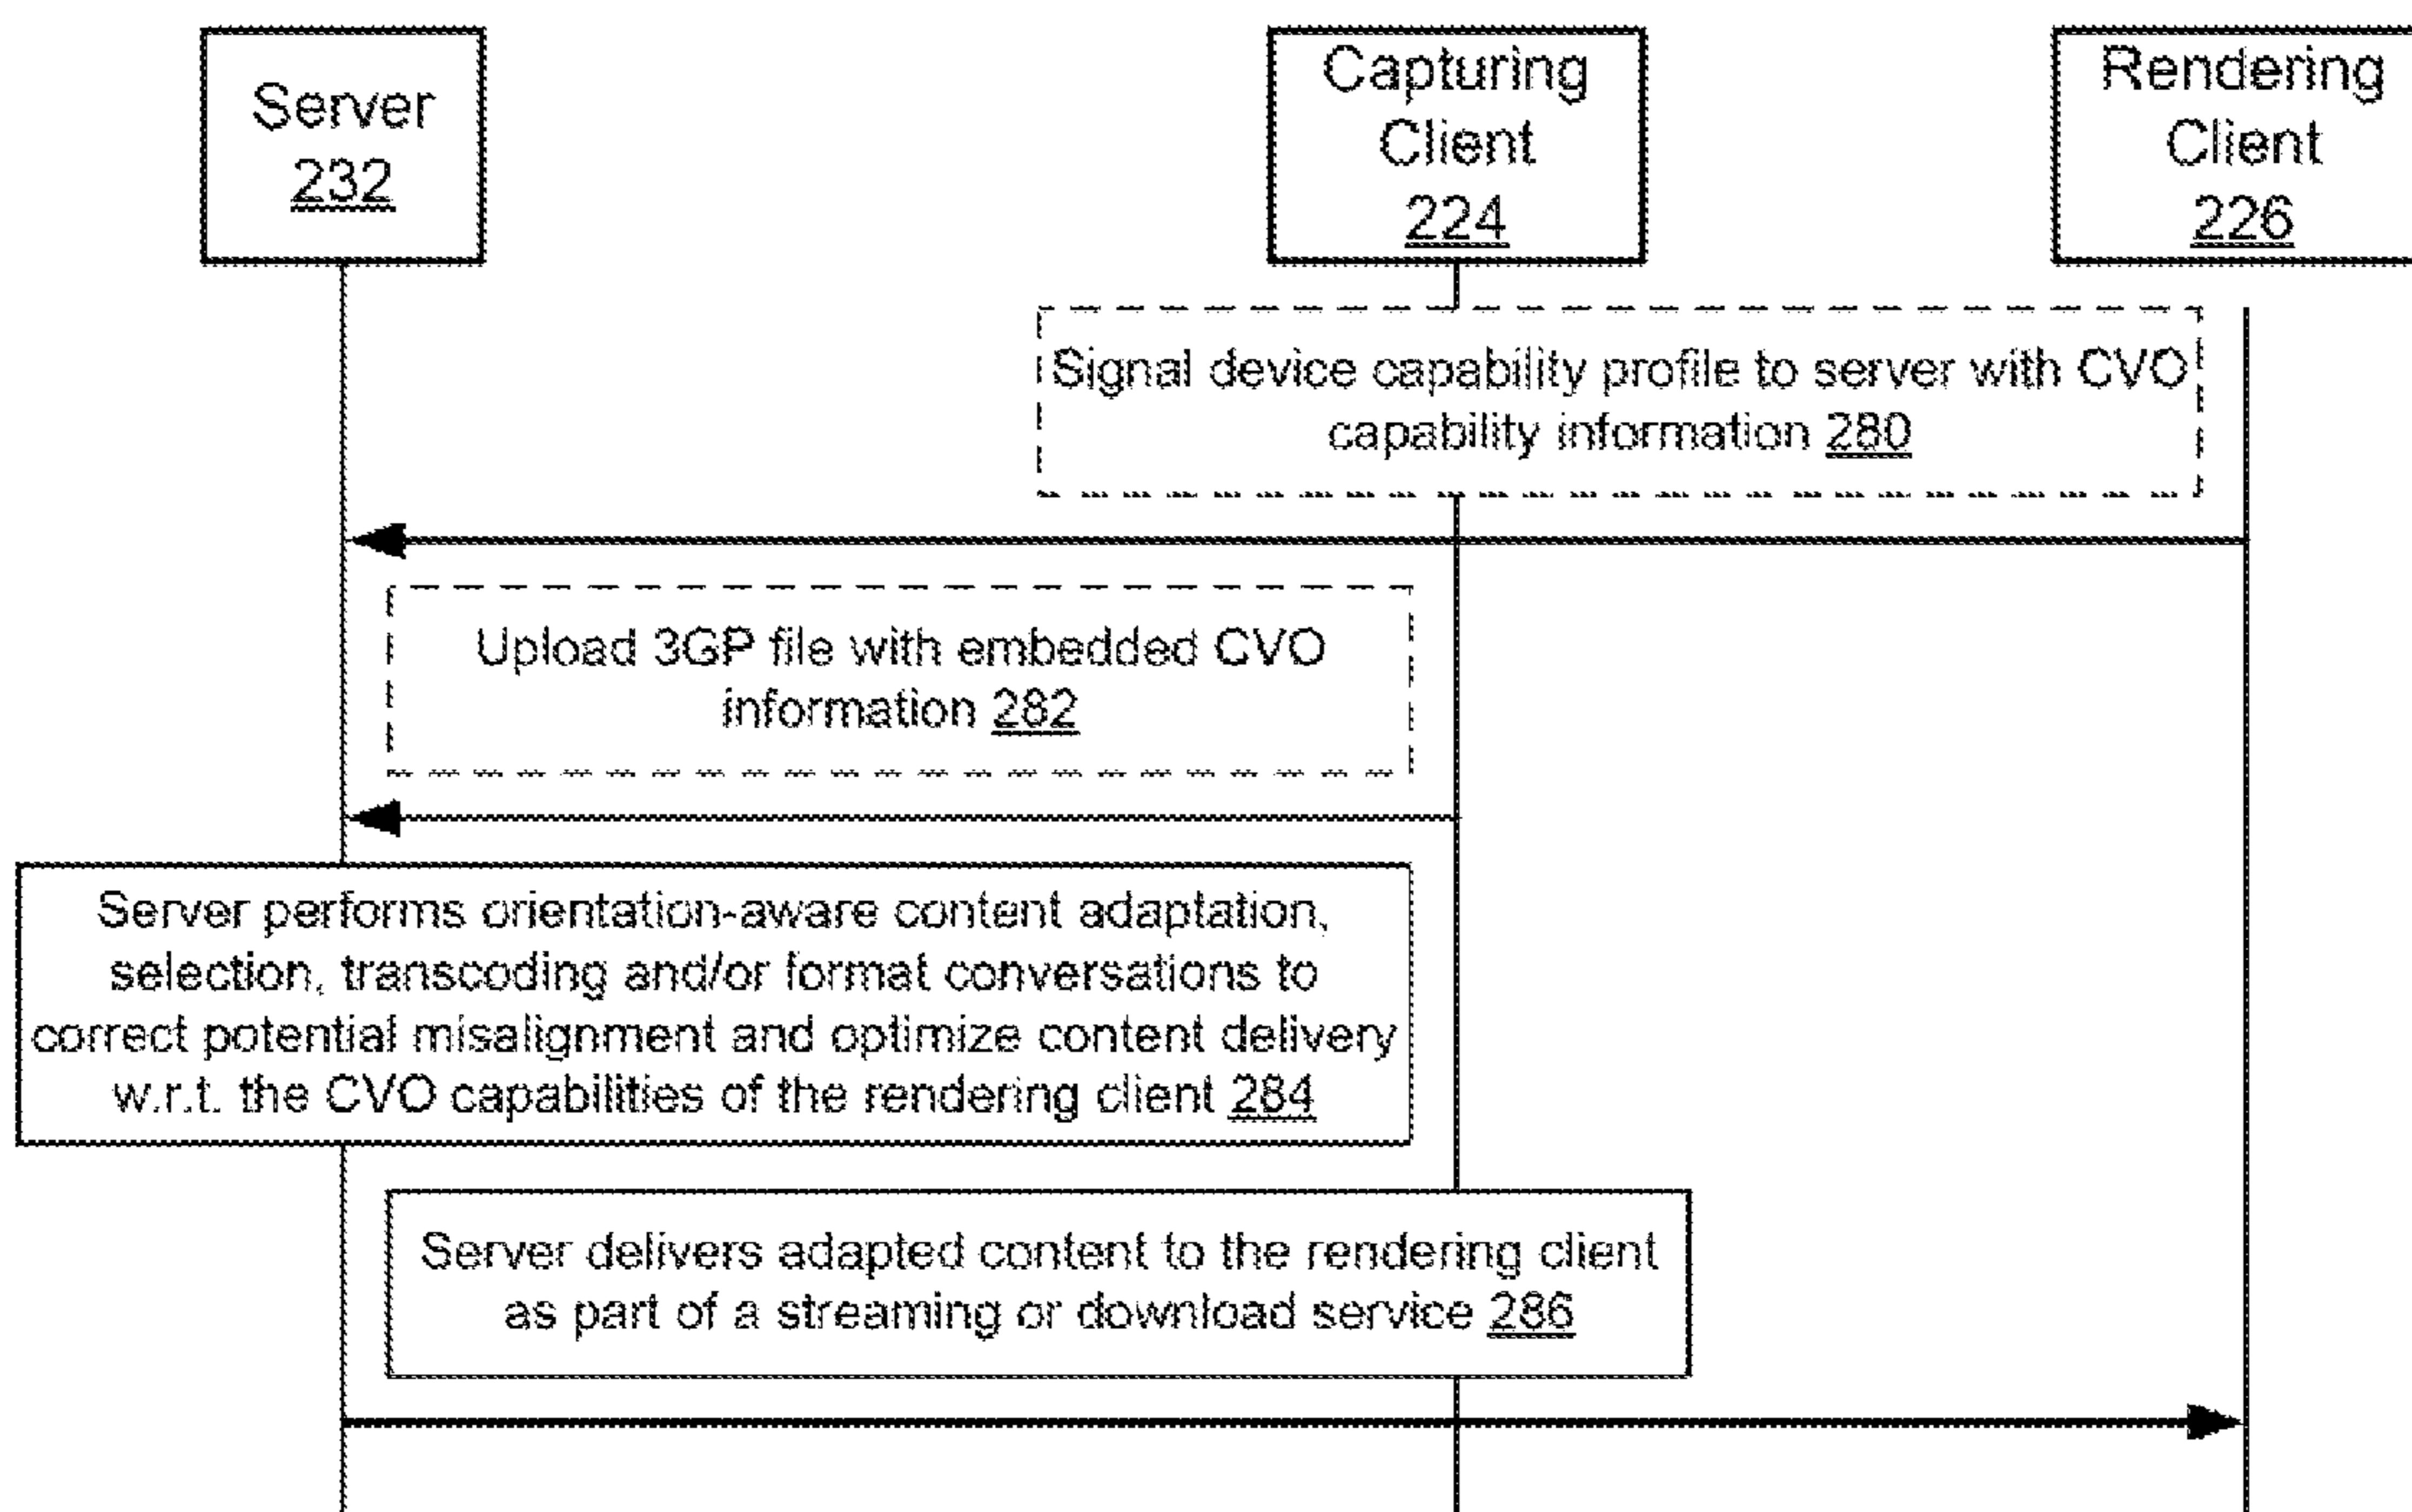 Server
232
Capturing
Client
224
Rendering
Client
226
Signal device capability profile to server with CVO
capability information 280
Upload 3GP file with embedded CVO
information 282
Server performs orientation-aware content adaptation,
selection, transcoding and/or format conversations to
correct potential misalignment and optimize content delivery
w.r.t. the CVO capabilities of the rendering client 284
Server delivers adapted content to the rendering client
as part of a streaming or download service 286